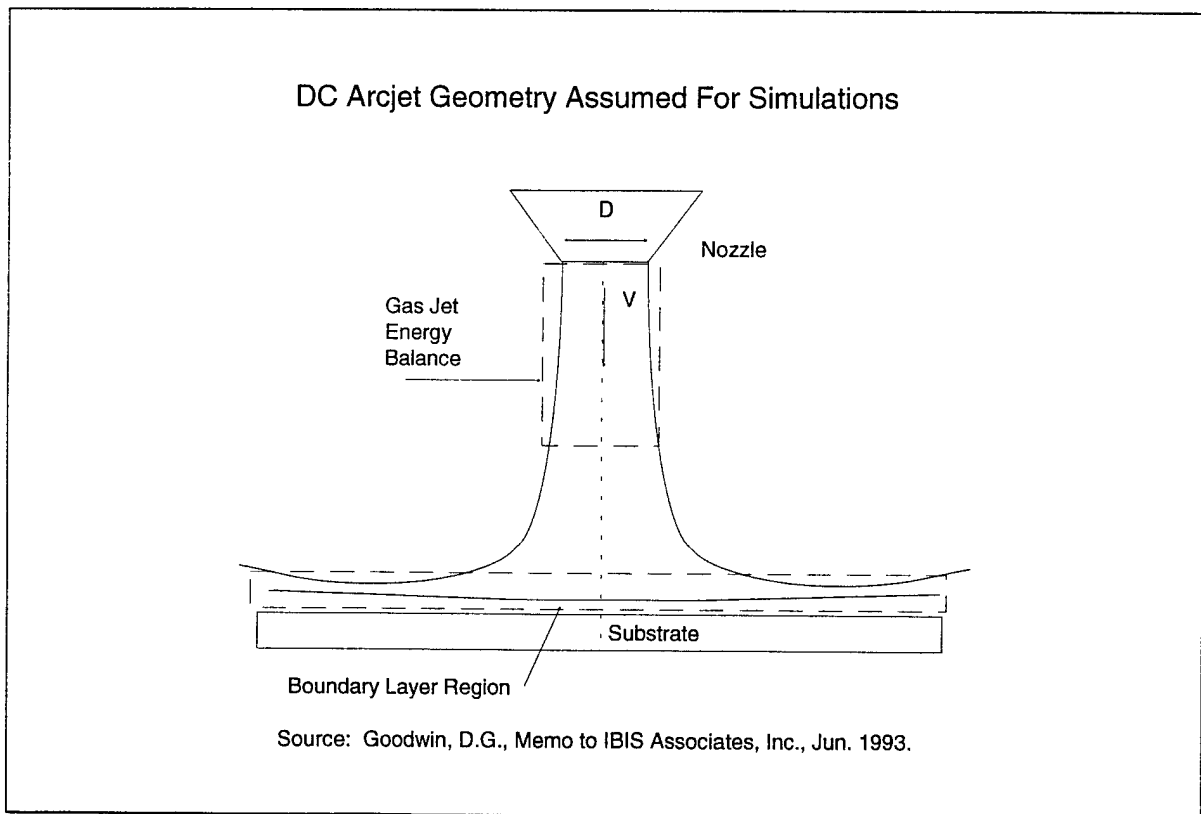 DC Arcjet Geometry Assumed For Simulations
D
Nozzle
V
Gas Jet
Energy
Balance
Substrate
Boundary Layer Region
Source: Goodwin, D.G., Memo to IBIS Associates, Inc., Jun. 1993.